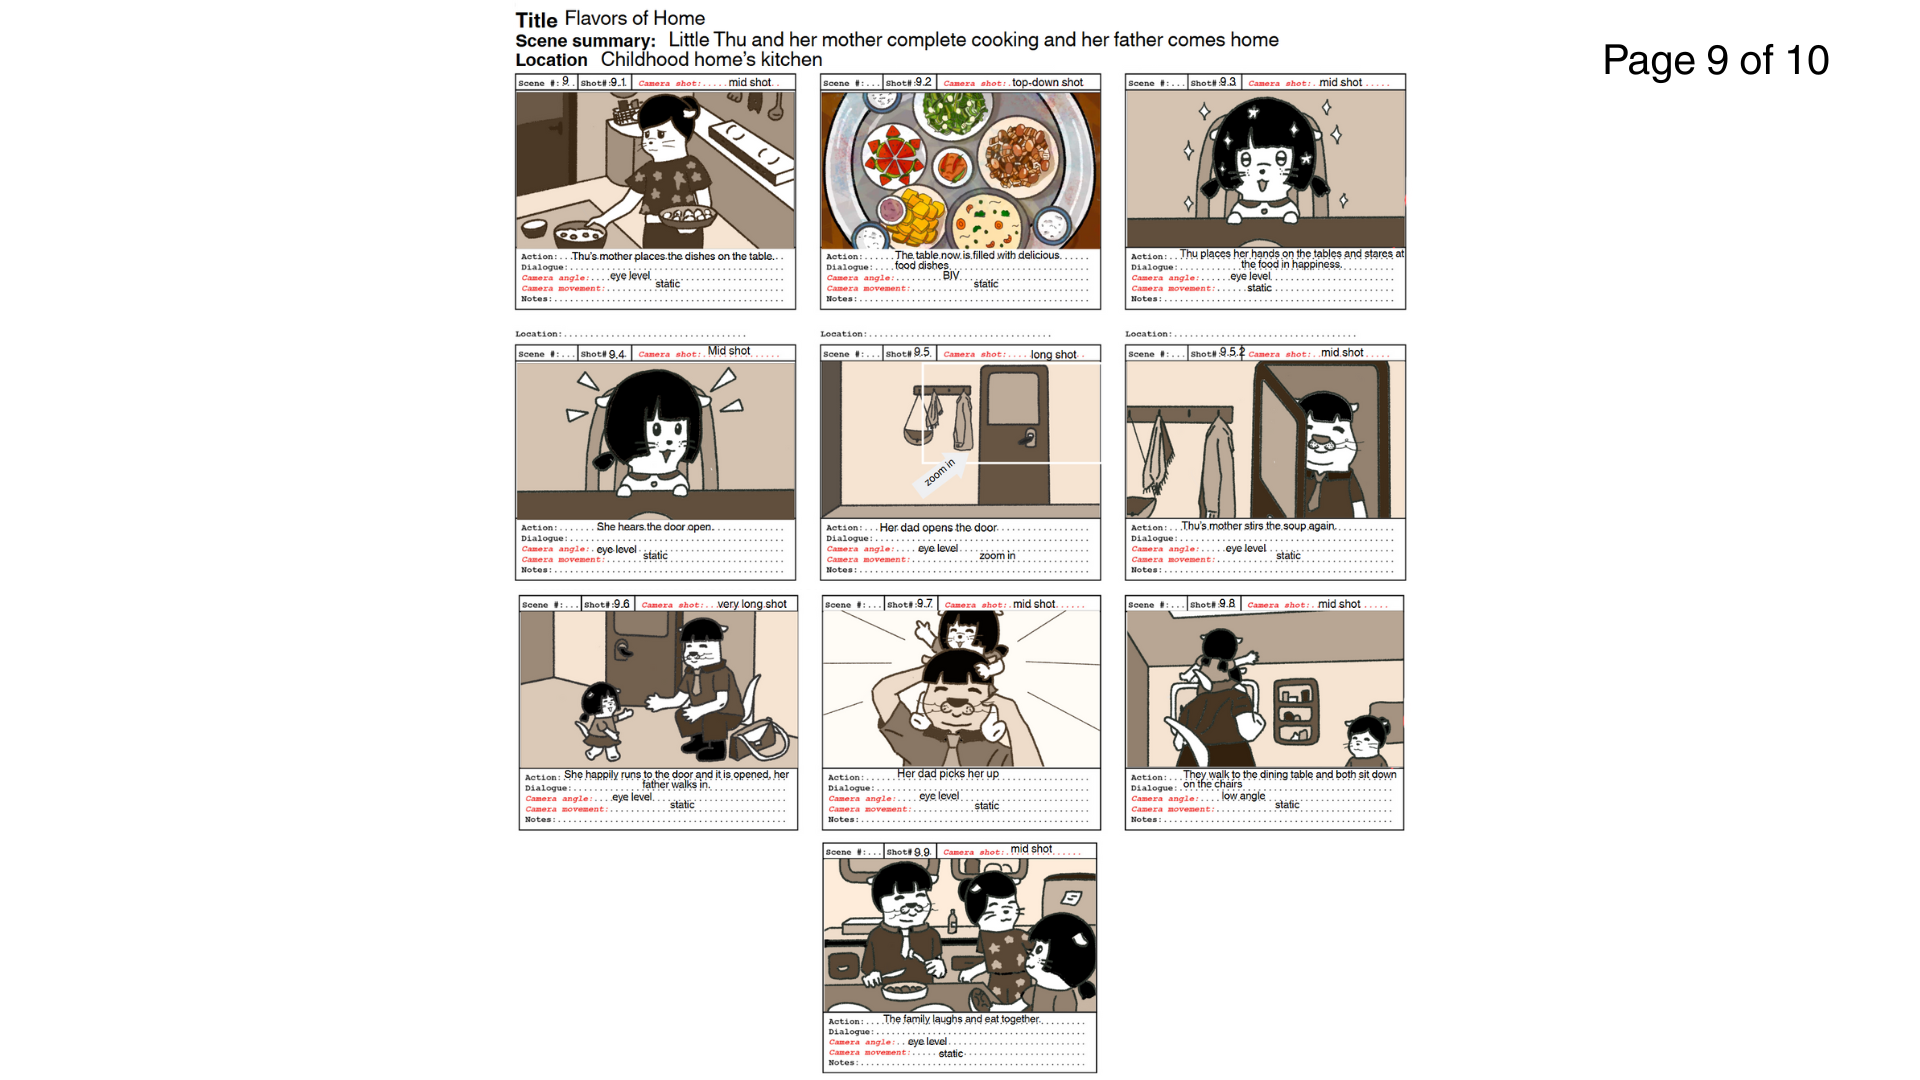 Title Flavors of Home
Scene summary: Little Thu and her mother complete cooking and her father comes home
Location Childhood home's kitchen
Page 9 of 10
Scene #: 9 Shot#: 9.1 Camera shot: mid shot
Action: Thu's mother places the dishes on the table.
Dialogue:
Camera angle: eye level
Camera movement: static
Notes:
Scene #: Shot#: 9.2 Camera shot: top-down shot
Action: The table now is filled with delicious
Dialogue: food dishes
Camera angle: BIV
Camera movement: static
Notes:
Scene #: Shot#: 9.3 Camera shot: mid shot
Action: Thu places her hands on the tables and stares at
Dialogue: the food in happiness.
Camera angle: eye level
Camera movement: static
Notes:
Location:
Scene #: Shot# 9.4 Camera shot: Mid shot
Action: She hears the door open.
Dialogue:
Camera angle: eye level
Camera movement: static
Notes:
Location:
Scene #: Shot# 9.5 Camera shot: long shot
zoom in
Action: Her dad opens the door
Dialogue:
Camera angle: eye level
Camera movement: zoom in
Notes:
Location:
Scene #: Shot# 9.5.2 Camera shot: mid shot
Action: Thu's mother stirs the soup again.
Dialogue:
Camera angle: eye level
Camera movement: static
Notes:
Scene #: Shot#: 9.6 Camera shot: very long shot
Action: She happily runs to the door and it is opened, her
Dialogue: father walks in.
Camera angle: eye level
Camera movement: static
Notes:
Scene #: Shot#: 9.7 Camera shot: mid shot
Action: Her dad picks her up
Dialogue:
Camera angle: eye level
Camera movement: static
Notes:
Scene #: Shot#: 9.8 Camera shot: mid shot
Action: They walk to the dining table and both sit down
Dialogue: on the chairs
Camera angle: low angle
Camera movement: static
Notes:
Scene #: Shot# 9.9 Camera shot: mid shot
Action: The family laughs and eat together.
Dialogue:
Camera angle: eye level
Camera movement: static
Notes: